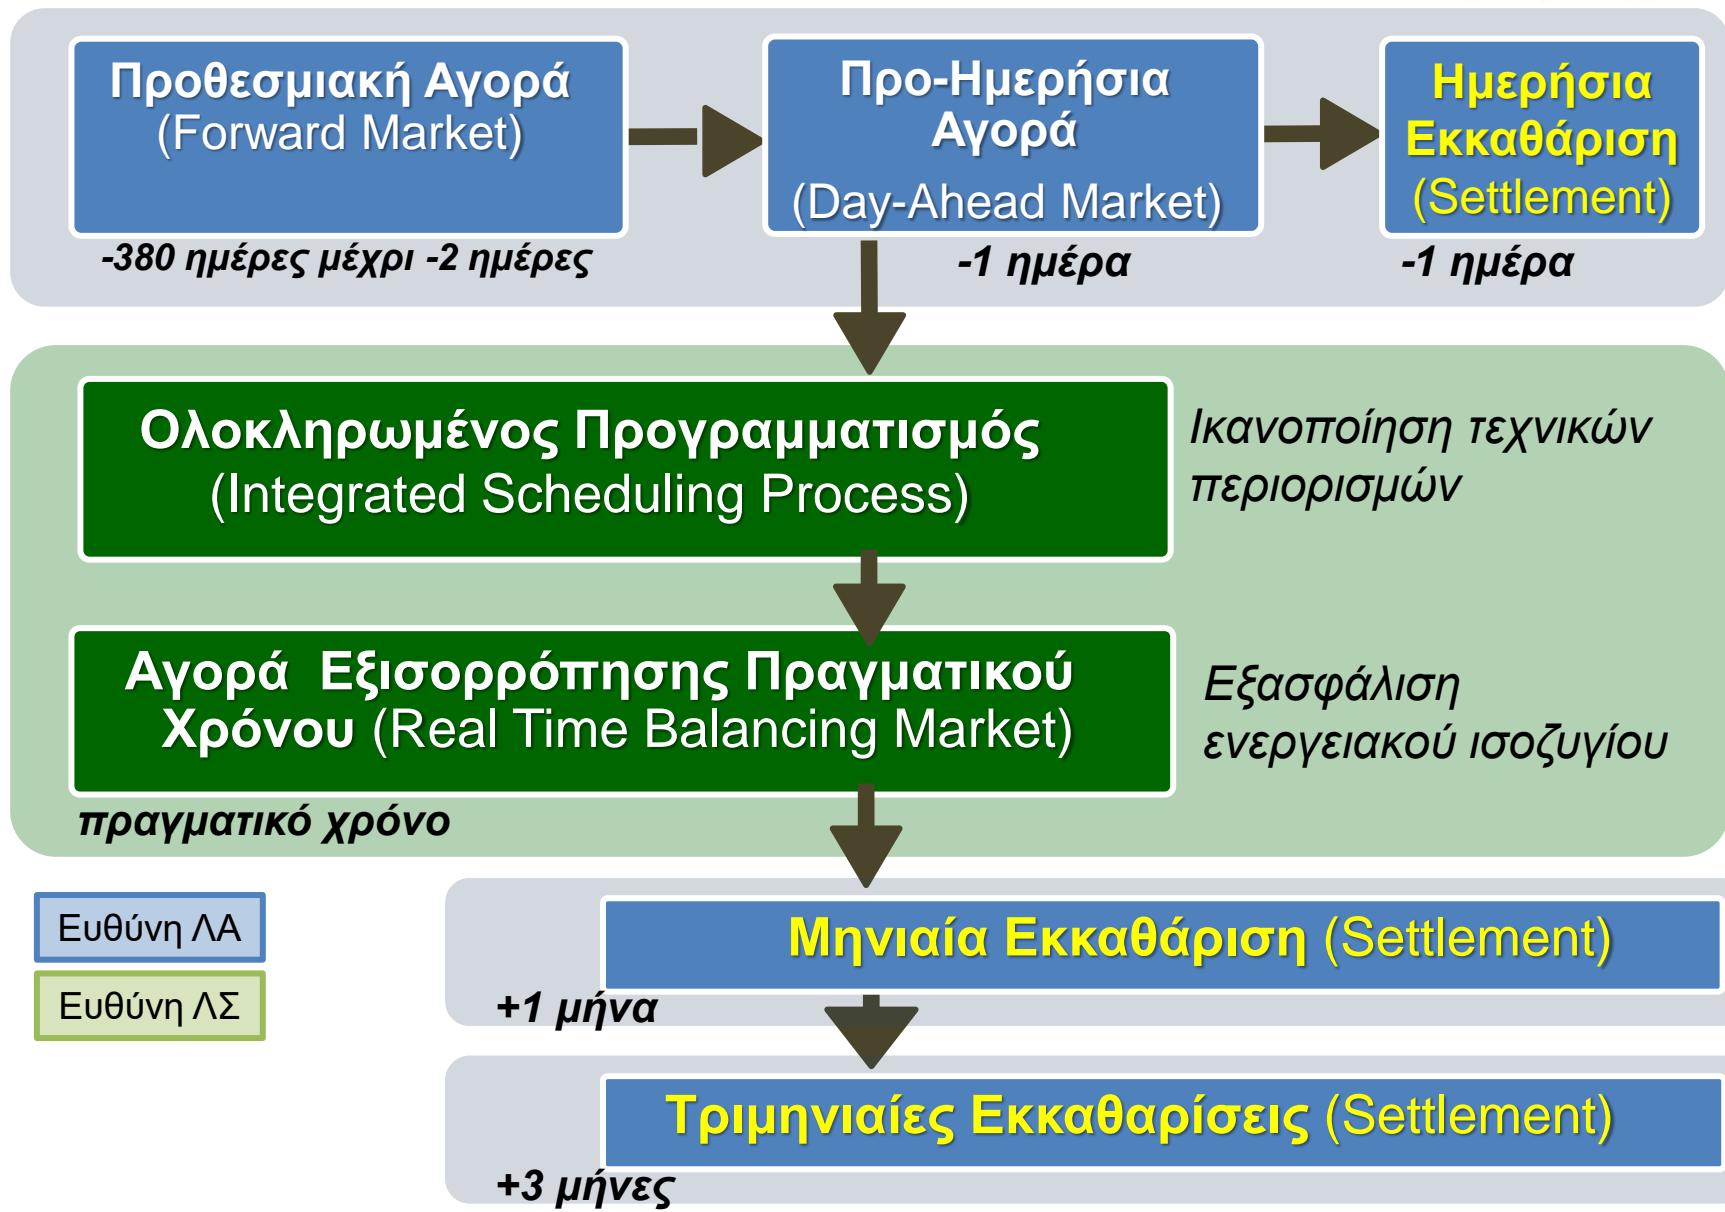 Προθεσμιακή Αγορά
(Forward Market)
-380 ημέρες μέχρι -2 ημέρες
Προ-Ημερήσια
Αγορά
(Day-Ahead Market)
-1 ημέρα
Ημερήσια
Εκκαθάριση
(Settlement)
-1 ημέρα
Ολοκληρωμένος Προγραμματισμός
(Integrated Scheduling Process)
Ικανοποίηση τεχνικών
περιορισμών
Αγορά  Εξισορρόπησης Πραγματικού
Χρόνου (Real Time Balancing Market)
Εξασφάλιση
ενεργειακού ισοζυγίου
πραγματικό χρόνο
Ευθύνη ΛΑ
Ευθύνη ΛΣ
Μηνιαία Εκκαθάριση (Settlement)
+1 μήνα
Τριμηνιαίες Εκκαθαρίσεις (Settlement)
+3 μήνες